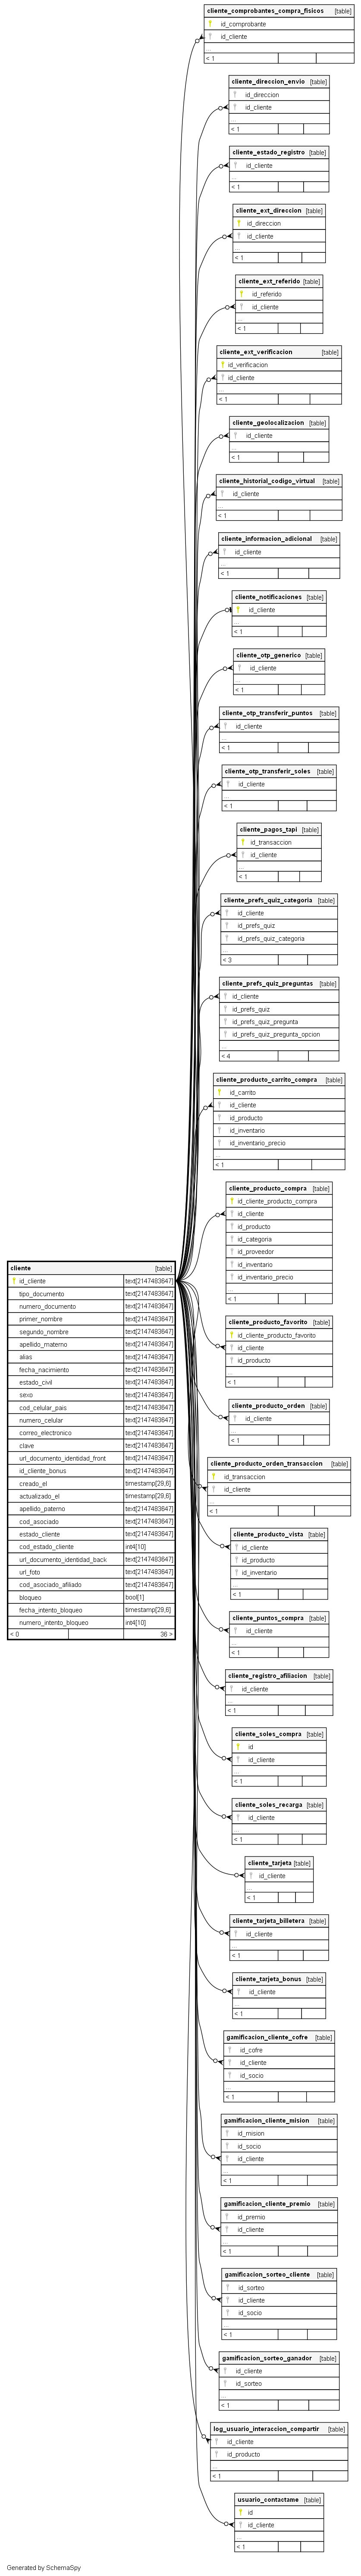 cliente_comprobantes_compra_fisicos [table]
id_comprobante
id_cliente
...
< 1
cliente_direccion_envio [table]
id_direccion
id_cliente
...
< 1
cliente_estado_registro [table]
id_cliente
...
< 1
cliente_ext_direccion [table]
id_direccion
id_cliente
...
< 1
cliente_ext_referido [table]
id_referido
id_cliente
...
< 1
cliente_ext_verificacion [table]
id_verificacion
id_cliente
...
< 1
cliente_geolocalizacion [table]
id_cliente
...
< 1
cliente_historial_codigo_virtual [table]
id_cliente
...
< 1
cliente_informacion_adicional [table]
id_cliente
...
< 1
cliente_notificaciones [table]
id_cliente
...
< 1
cliente_otp_generico [table]
id_cliente
...
< 1
cliente_otp_transferir_puntos [table]
id_cliente
...
< 1
cliente_otp_transferir_soles [table]
id_cliente
...
< 1
cliente_pagos_tapi [table]
id_transaccion
id_cliente
...
< 1
cliente_prefs_quiz_categoria [table]
id_cliente
id_prefs_quiz
id_prefs_quiz_categoria
...
< 3
cliente_prefs_quiz_preguntas [table]
id_cliente
id_prefs_quiz
id_prefs_quiz_pregunta
id_prefs_quiz_pregunta_opcion
...
< 4
cliente_producto_carrito_compra [table]
id_carrito
id_cliente
id_producto
id_inventario
id_inventario_precio
...
< 1
cliente_producto_compra [table]
id_cliente_producto_compra
id_cliente
id_producto
id_categoria
id_proveedor
id_inventario
id_inventario_precio
...
< 1
cliente [table]
id_cliente text[2147483647]
tipo_documento text[2147483647]
numero_documento text[2147483647]
primer_nombre text[2147483647]
segundo_nombre text[2147483647]
apellido_materno text[2147483647]
alias text[2147483647]
fecha_nacimiento text[2147483647]
estado_civil text[2147483647]
sexo text[2147483647]
cod_celular_pais text[2147483647]
numero_celular text[2147483647]
correo_electronico text[2147483647]
clave text[2147483647]
url_documento_identidad_front text[2147483647]
id_cliente_bonus text[2147483647]
creado_el timestamp[29,6]
actualizado_el timestamp[29,6]
apellido_paterno text[2147483647]
cod_asociado text[2147483647]
estado_cliente text[2147483647]
cod_estado_cliente int4[10]
url_documento_identidad_back text[2147483647]
url_foto text[2147483647]
cod_asociado_afiliado text[2147483647]
bloqueo bool[1]
fecha_intento_bloqueo timestamp[29,6]
numero_intento_bloqueo int4[10]
< 0 36 >
cliente_producto_favorito [table]
id_cliente_producto_favorito
id_cliente
id_producto
...
< 1
cliente_producto_orden [table]
id_cliente
...
< 1
cliente_producto_orden_transaccion [table]
id_transaccion
id_cliente
...
< 1
cliente_producto_vista [table]
id_cliente
id_producto
id_inventario
...
< 1
cliente_puntos_compra [table]
id_cliente
...
< 1
cliente_registro_afiliacion [table]
id_cliente
...
< 1
cliente_soles_compra [table]
id
id_cliente
...
< 1
cliente_soles_recarga [table]
id_cliente
...
< 1
cliente_tarjeta [table]
id_cliente
...
< 1
cliente_tarjeta_billetera [table]
id_cliente
...
< 1
cliente_tarjeta_bonus [table]
id_cliente
...
< 1
gamificacion_cliente_cofre [table]
id_cofre
id_cliente
id_socio
...
< 1
gamificacion_cliente_mision [table]
id_mision
id_socio
id_cliente
...
< 1
gamificacion_cliente_premio [table]
id_premio
id_cliente
...
< 1
gamificacion_sorteo_cliente [table]
id_sorteo
id_cliente
id_socio
...
< 1
gamificacion_sorteo_ganador [table]
id_cliente
id_sorteo
...
< 1
log_usuario_interaccion_compartir [table]
id_cliente
id_producto
...
< 1
usuario_contactame [table]
id
id_cliente
...
< 1
Generated by SchemaSpy